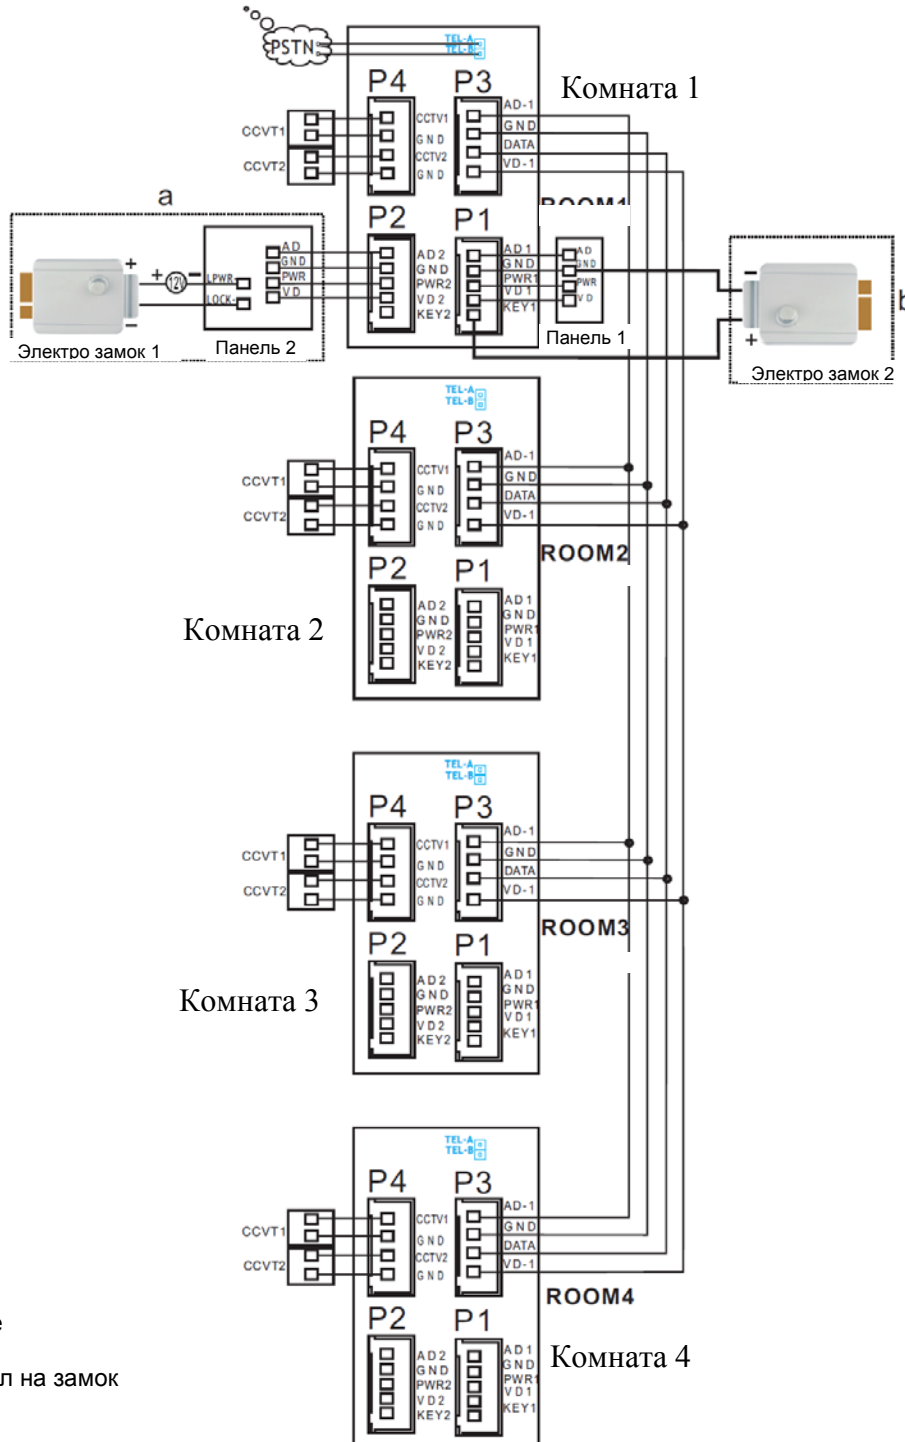 PSTN
TEL-A
TEL-B
P4
P3
Комната 1
CCVT1
CCVT2
CCTV1
GND
CCTV2
GND
AD-1
GND
DATA
VD-1
ROOM1
a
P2
P1
+
+
12V
-
-
LPWR
LOCK-
AD
GND
PWR
VD
AD2
GND
PWR2
VD2
KEY2
AD1
GND
PWR1
VD1
KEY1
AD
GND
PWR
VD
-
+
b
Электро замок 1
Панель 2
Панель 1
Электро замок 2
TEL-A
TEL-B
P4
P3
CCVT1
CCVT2
CCTV1
GND
CCTV2
GND
AD-1
GND
DATA
VD-1
ROOM2
P2
P1
Комната 2
AD2
GND
PWR2
VD2
KEY2
AD1
GND
PWR1
VD1
KEY1
TEL-A
TEL-B
P4
P3
CCVT1
CCVT2
CCTV1
GND
CCTV2
GND
AD-1
GND
DATA
VD-1
ROOM3
P2
P1
Комната 3
AD2
GND
PWR2
VD2
KEY2
AD1
GND
PWR1
VD1
KEY1
TEL-A
TEL-B
P4
P3
CCVT1
CCVT2
CCTV1
GND
CCTV2
GND
AD-1
GND
DATA
VD-1
ROOM4
P2
P1
Комната 4
AD2
GND
PWR2
VD2
KEY2
AD1
GND
PWR1
VD1
KEY1
е
л на замок